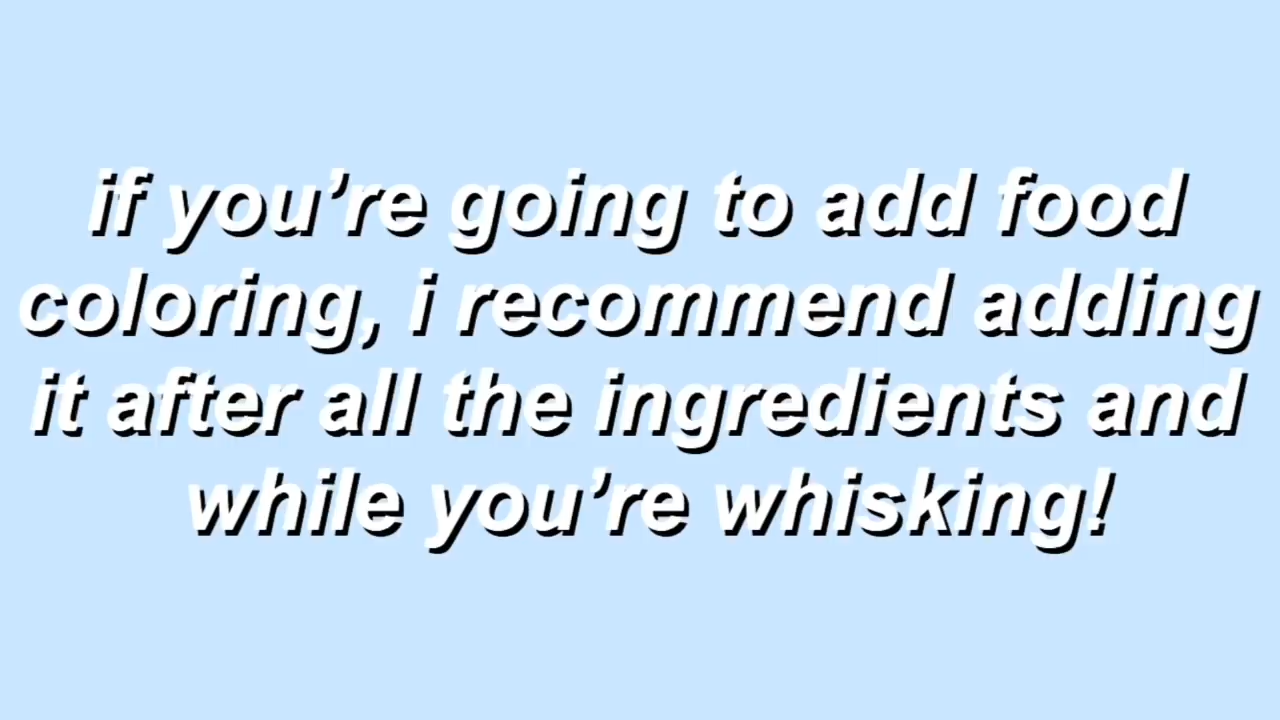 if you're going to add food
coloring, i recommend adding
it after all the ingredients and
while you're whisking!